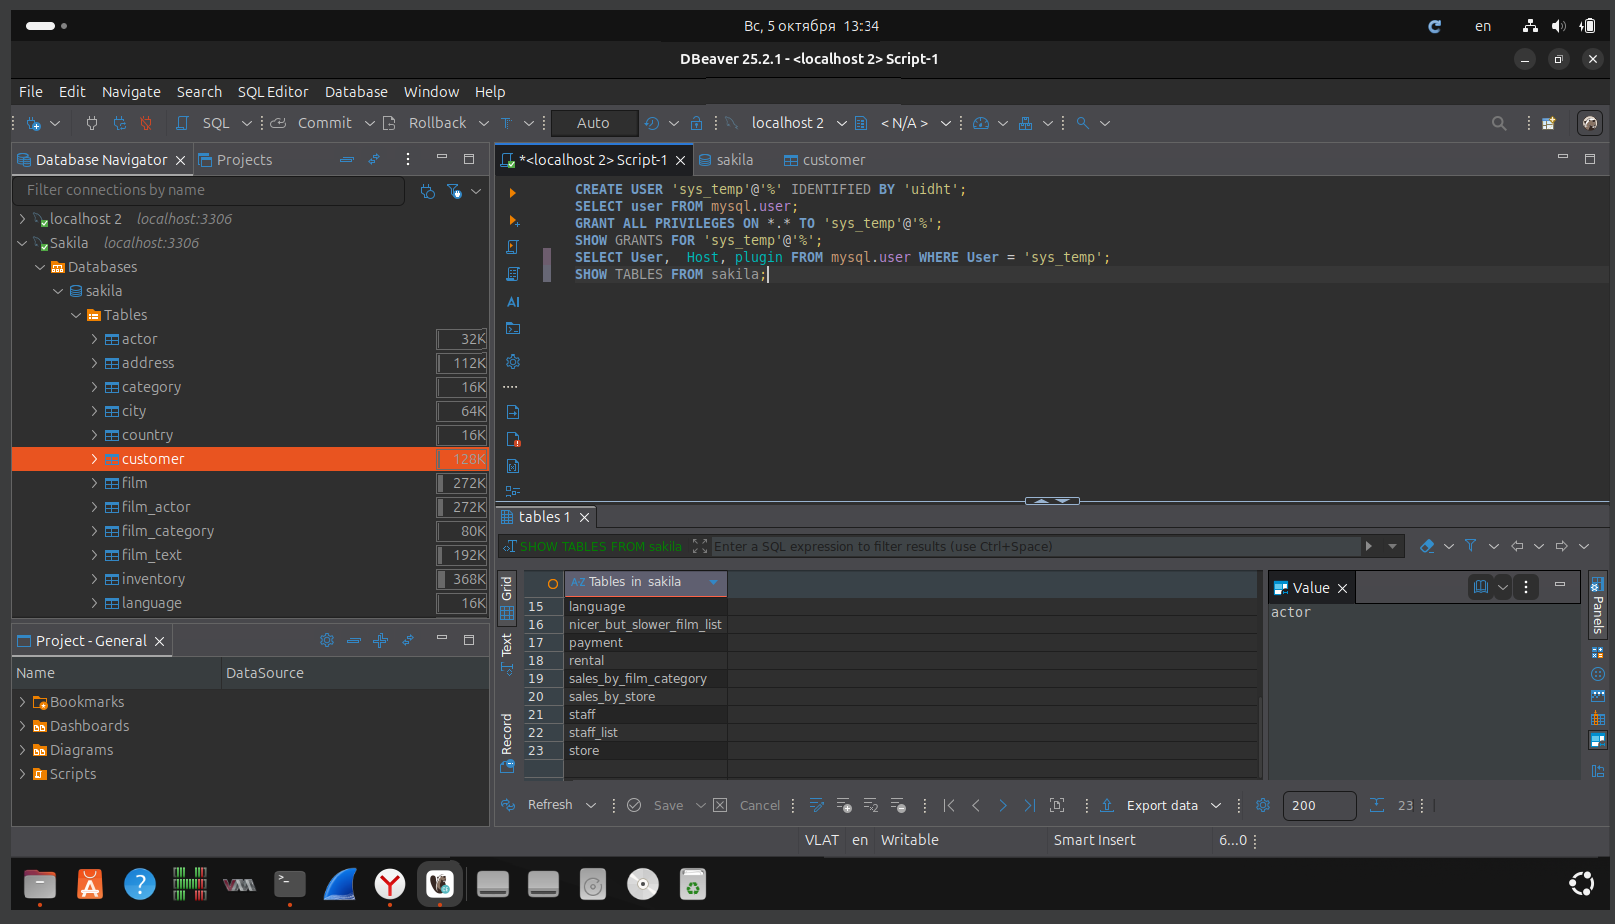 Вс, 5 октября 13:34
en
DBeaver 25.2.1 - <localhost 2> Script-1
File Edit Navigate Search SQL Editor Database Window Help
SQL Commit Rollback Auto localhost 2 < N/A >
Database Navigator Projects
Filter connections by name
localhost 2 localhost:3306
Sakila localhost:3306
Databases
sakila
Tables
actor 32K
address 112K
category 16K
city 64K
country 16K
customer 128K
film 272K
film_actor 272K
film_category 80K
film_text 192K
inventory 368K
language 16K
Project - General
Name DataSource
Bookmarks
Dashboards
Diagrams
Scripts
*<localhost 2> Script-1 sakila customer
CREATE USER 'sys_temp'@'%' IDENTIFIED BY 'uidht';
SELECT user FROM mysql.user;
GRANT ALL PRIVILEGES ON *.* TO 'sys_temp'@'%';
SHOW GRANTS FOR 'sys_temp'@'%';
SELECT User, Host, plugin FROM mysql.user WHERE User = 'sys_temp';
SHOW TABLES FROM sakila;
AI
tables 1
SHOW TABLES FROM sakila Enter a SQL expression to filter results (use Ctrl+Space)
Grid
Text
Record
A-Z Tables_in_sakila
15 language
16 nicer_but_slower_film_list
17 payment
18 rental
19 sales_by_film_category
20 sales_by_store
21 staff
22 staff_list
23 store
Value
actor
Panels
Refresh Save Cancel Export data 200 23
VLAT en Writable Smart Insert 6...0